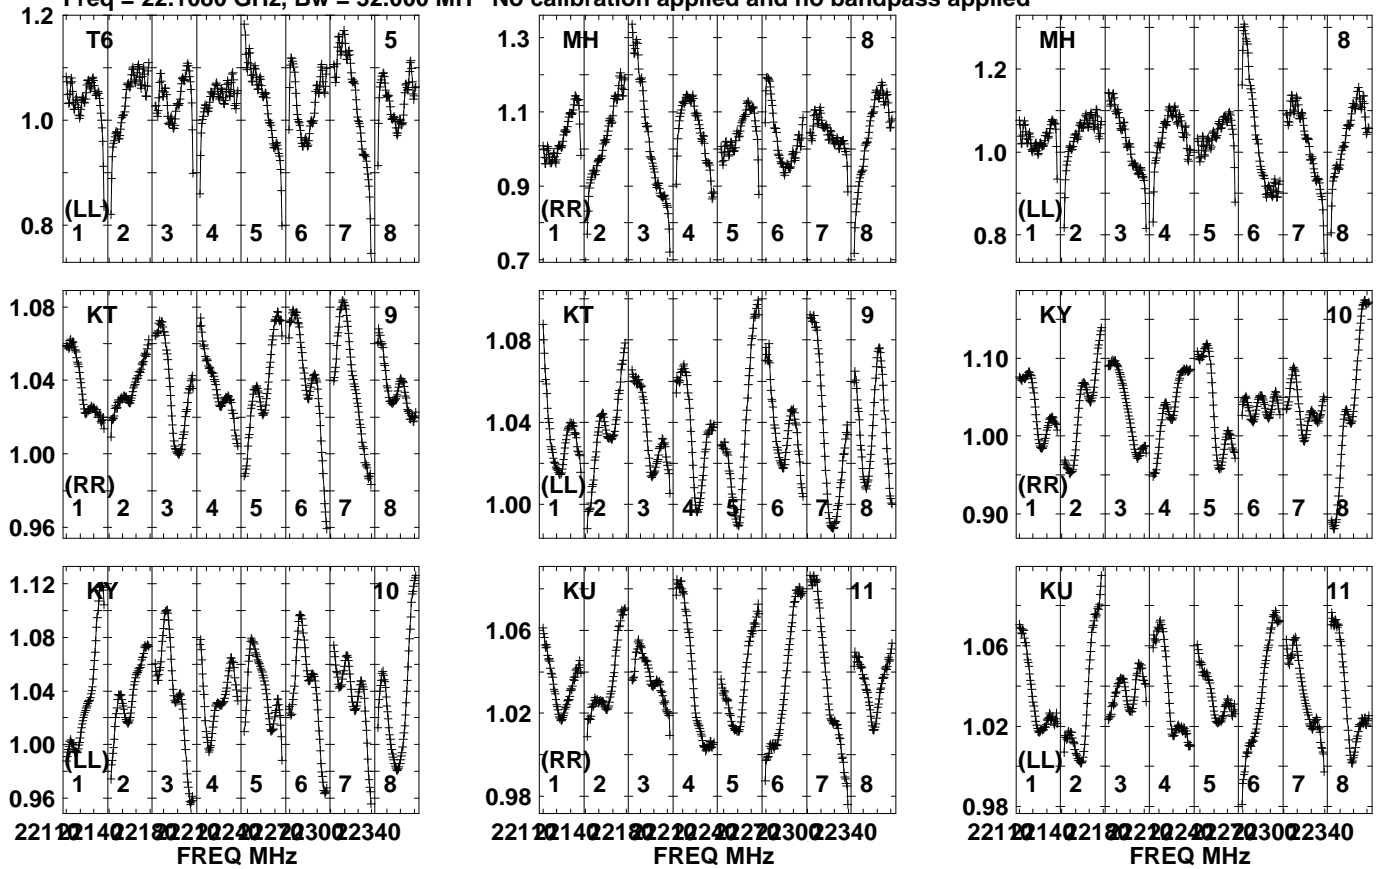 Freq = 22.1080 GHz, Bw = 32.000 MH No calibration applied and no bandpass applied
1.2
1.0
0.8
T6
5
(LL)
1 2 3 4 5 6 7 8
1.3
1.1
0.9
0.7
MH
8
(RR)
1 2 3 4 5 6 7 8
1.2
1.0
0.8
MH
8
(LL)
1 2 3 4 5 6 7 8
1.08
1.04
1.00
0.96
KT
9
(RR)
1 2 3 4 5 6 7 8
1.08
1.04
1.00
KT
9
(LL)
1 2 3 4 5 6 7 8
1.10
1.00
0.90
KY
10
(RR)
1 2 3 4 5 6 7 8
1.12
1.08
1.04
1.00
0.96
KY
10
(LL)
1 2 3 4 5 6 7 8
1.06
1.02
0.98
KU
11
(RR)
1 2 3 4 5 6 7 8
1.06
1.02
0.98
KU
11
(LL)
1 2 3 4 5 6 7 8
22340
FREQ MHz
22340
FREQ MHz
22340
FREQ MHz